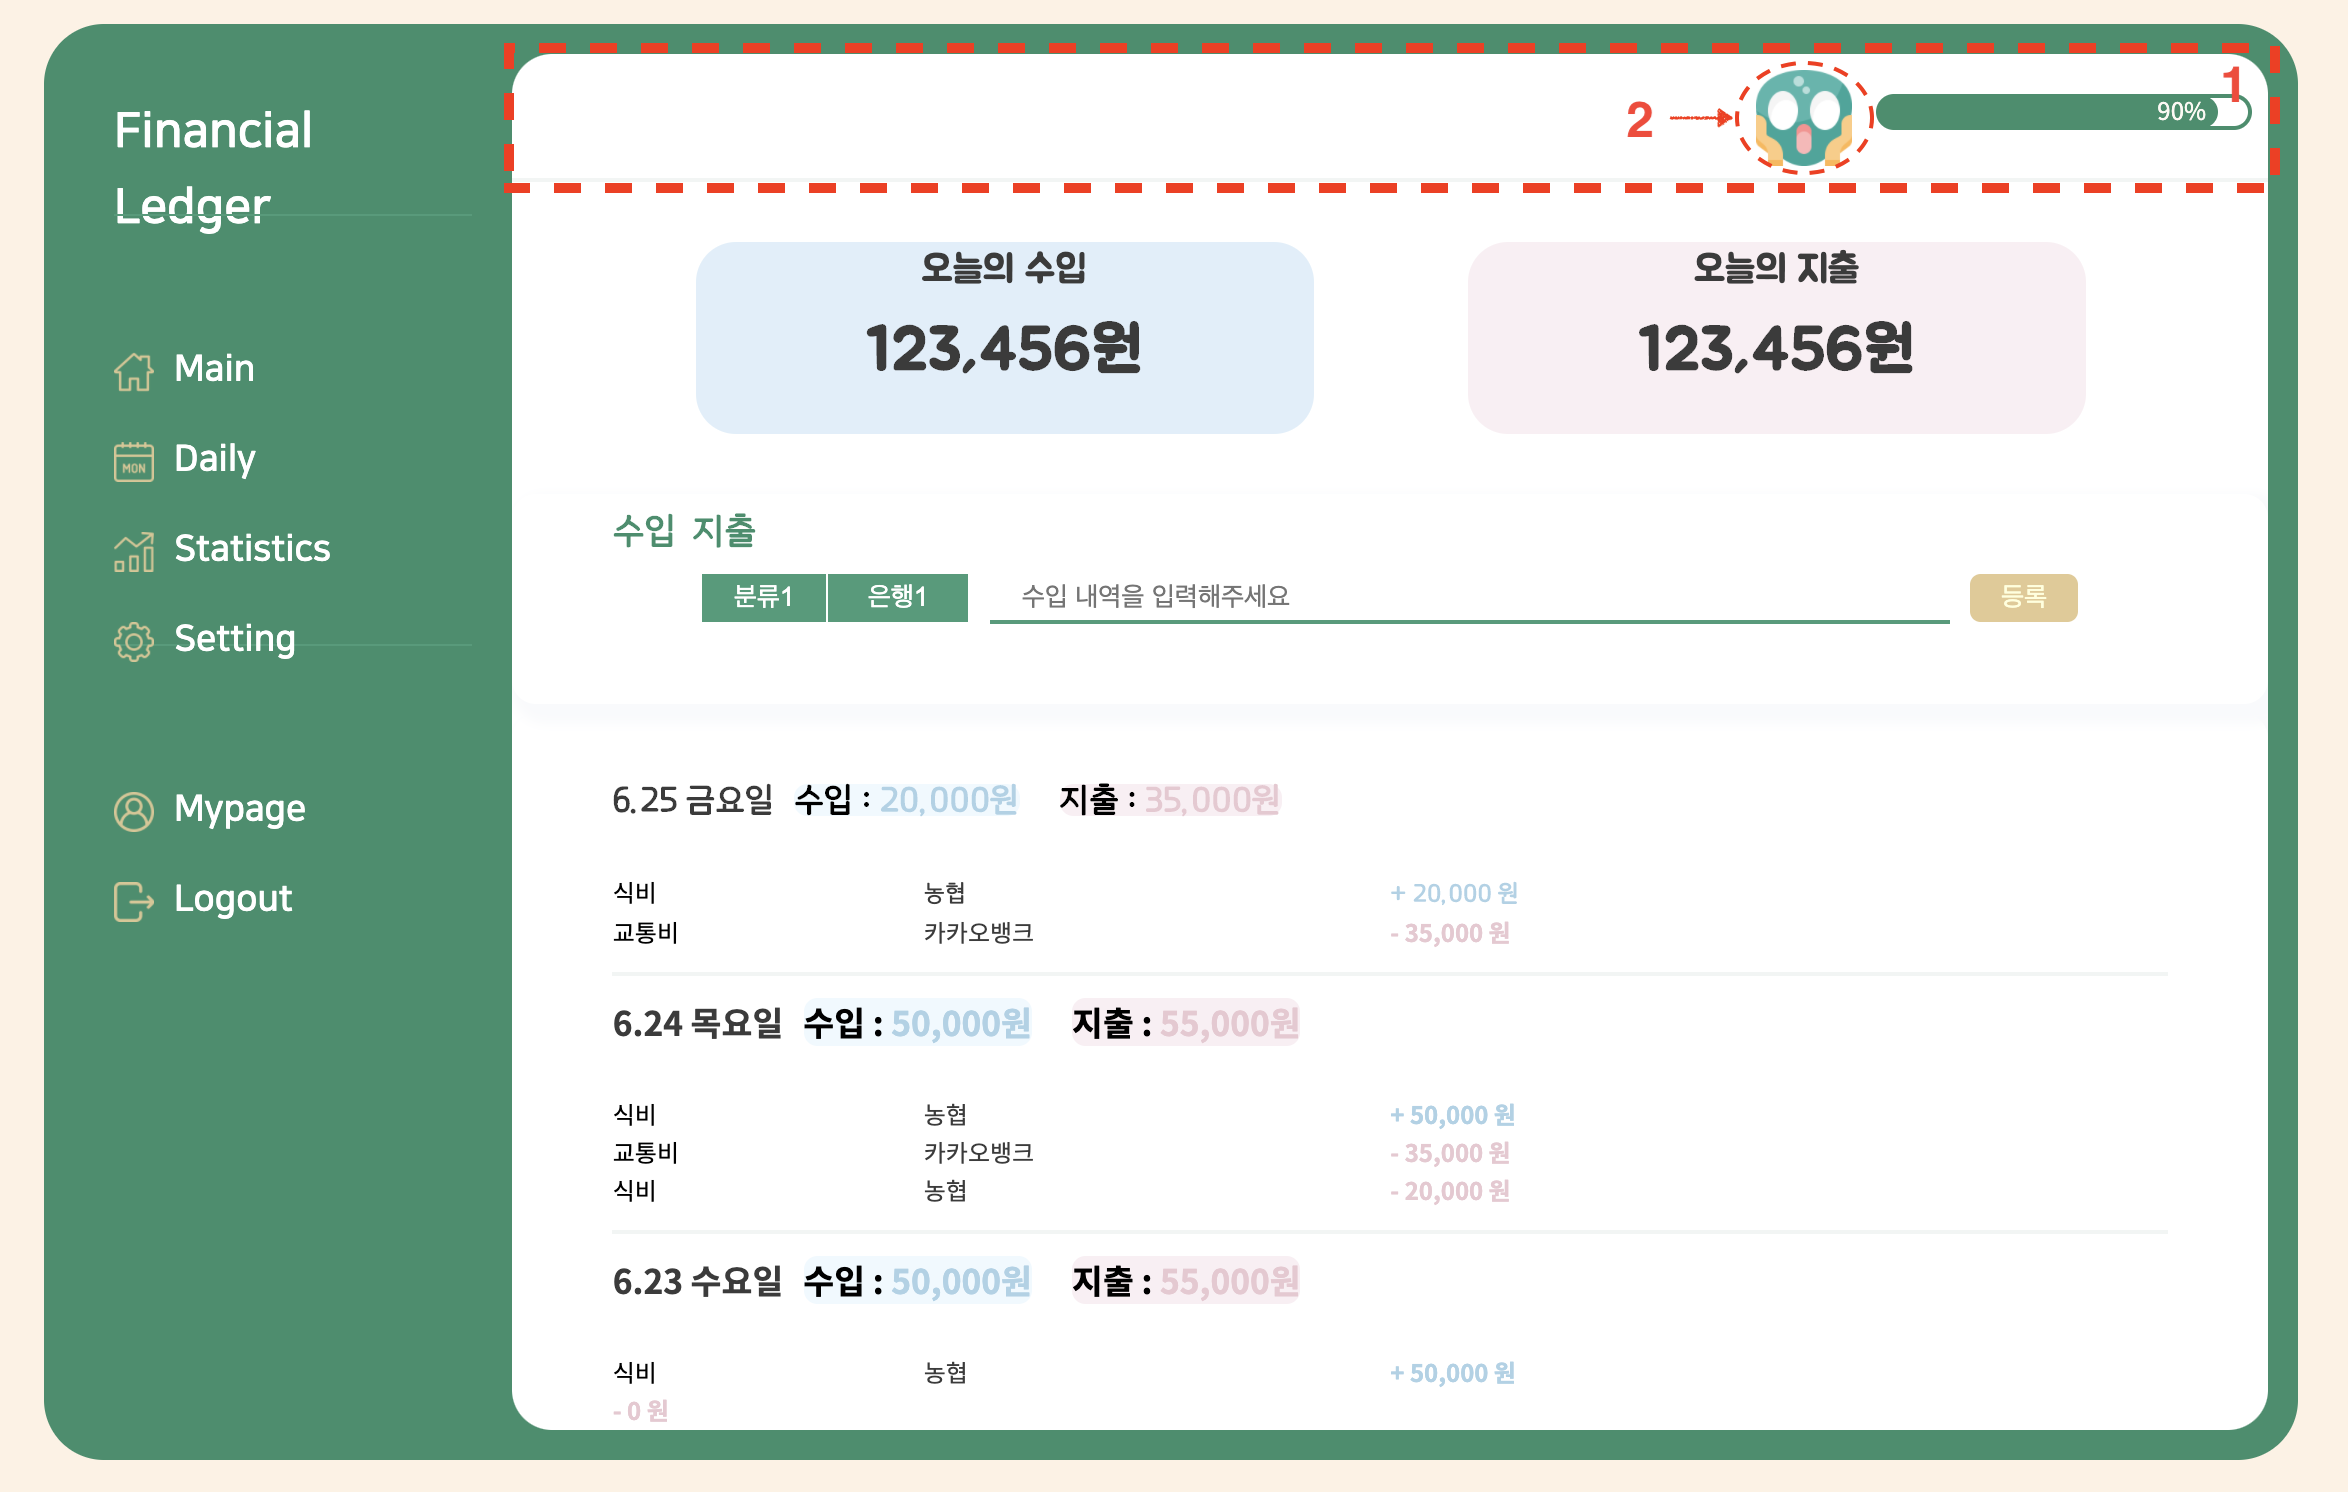 Financial
Ledger
Main
MON
Daily
Statistics
Setting
Mypage
Logout
1
2
90%
오늘의 수입
123,456원
오늘의 지출
123,456원
수입 지출
분류1 은행1 수입 내역을 입력해주세요 등록
6.25 금요일 수입 : 20,000원 지출 : 35,000원
식비 농협 + 20,000 원
교통비 카카오뱅크 - 35,000 원
6.24 목요일 수입 : 50,000원 지출 : 55,000원
식비 농협 + 50,000 원
교통비 카카오뱅크 - 35,000 원
식비 농협 - 20,000 원
6.23 수요일 수입 : 50,000원 지출 : 55,000원
식비 농협 + 50,000 원
- 0 원